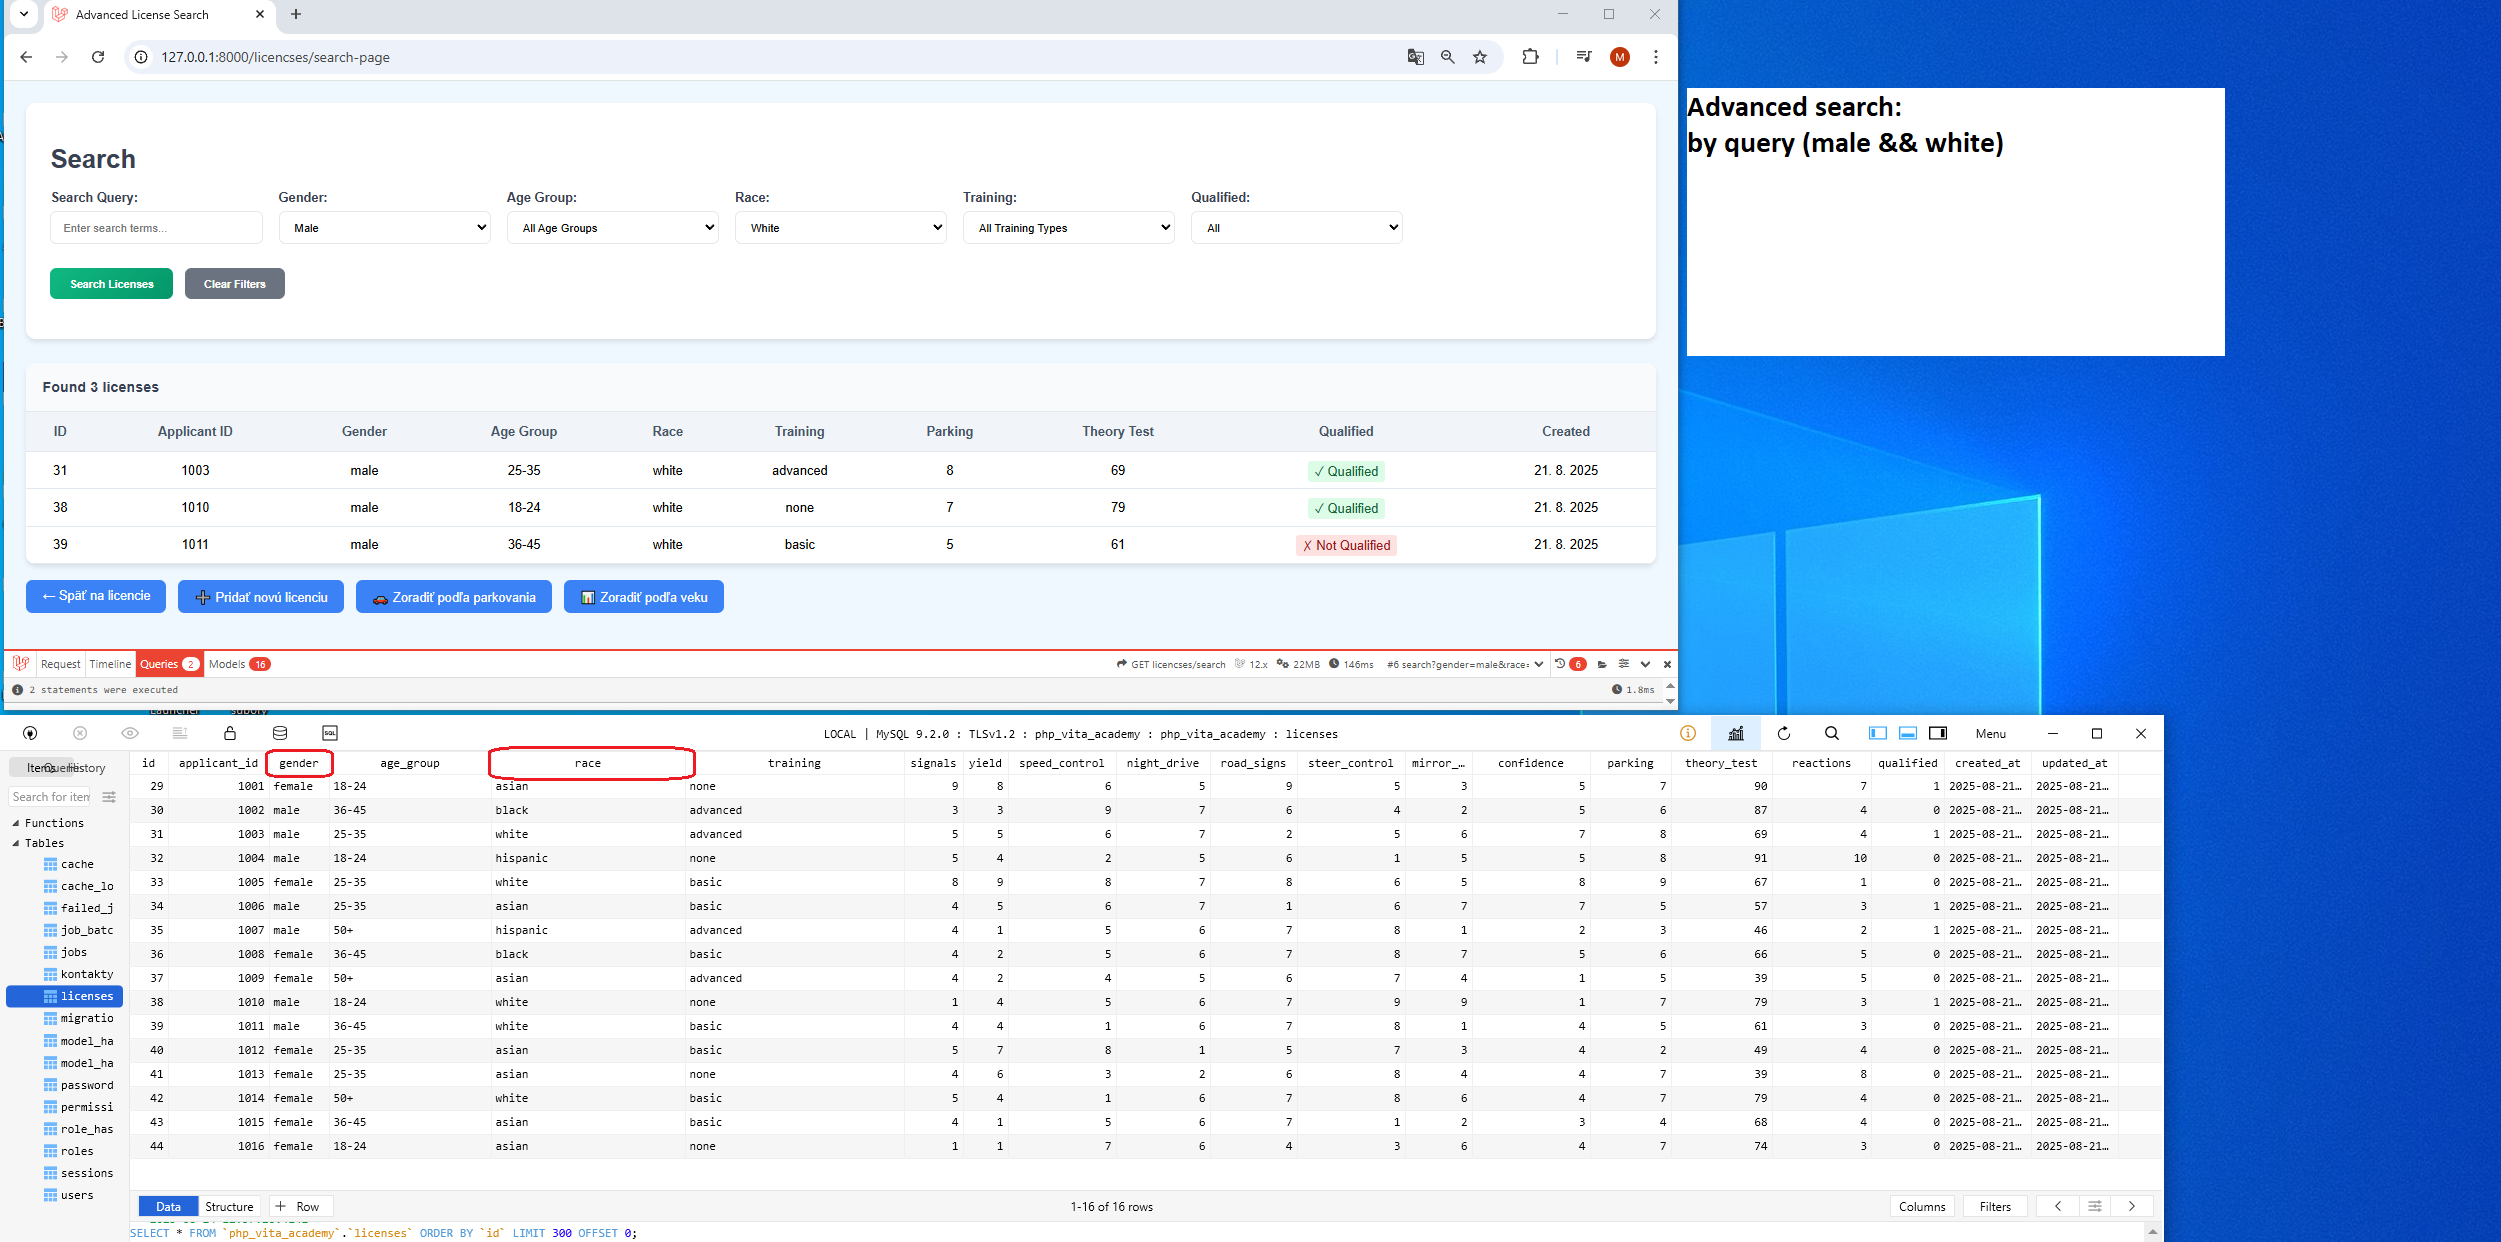 Advanced License Search
127.0.0.1:8000/licencses/search-page
M
Advanced search:
by query (male && white)
Search
Search Query: Gender: Age Group: Race: Training: Qualified:
Enter search terms... Male All Age Groups White All Training Types All
Search Licenses Clear Filters
Found 3 licenses
ID Applicant ID Gender Age Group Race Training Parking Theory Test Qualified Created
31 1003 male 25-35 white advanced 8 69 ✓ Qualified 21. 8. 2025
38 1010 male 18-24 white none 7 79 ✓ Qualified 21. 8. 2025
39 1011 male 36-45 white basic 5 61 ✗ Not Qualified 21. 8. 2025
← Späť na licencie ➕ Pridať novú licenciu 🚗 Zoradiť podľa parkovania 📊 Zoradiť podľa veku
Request Timeline Queries 2 Models 16 GET licencses/search 12.x 22MB 146ms #6 search?gender=male&race= 6
2 statements were executed 1.8ms
SQL LOCAL | MySQL 9.2.0 : TLSv1.2 : php_vita_academy : php_vita_academy : licenses Menu
Items Queries History
Search for item
Functions
Tables
cache
cache_lo
failed_j
job_batc
jobs
kontakty
licenses
migratio
model_ha
model_ha
password
permissi
role_has
roles
sessions
users
id applicant_id gender age_group race training signals yield speed_control night_drive road_signs steer_control mirror_… confidence parking theory_test reactions qualified created_at updated_at
29 1001 female 18-24 asian none 9 8 6 5 9 5 3 5 7 90 7 1 2025-08-21… 2025-08-21…
30 1002 male 36-45 black advanced 3 3 9 7 6 4 2 5 6 87 4 0 2025-08-21… 2025-08-21…
31 1003 male 25-35 white advanced 5 5 6 7 2 5 6 7 8 69 4 1 2025-08-21… 2025-08-21…
32 1004 male 18-24 hispanic none 5 4 2 5 6 1 5 5 8 91 10 0 2025-08-21… 2025-08-21…
33 1005 female 25-35 white basic 8 9 8 7 8 6 5 8 9 67 1 0 2025-08-21… 2025-08-21…
34 1006 male 25-35 asian basic 4 5 6 7 1 6 7 7 5 57 3 1 2025-08-21… 2025-08-21…
35 1007 male 50+ hispanic advanced 4 1 5 6 7 8 1 2 3 46 2 1 2025-08-21… 2025-08-21…
36 1008 female 36-45 black basic 4 2 5 6 7 8 7 5 6 66 5 0 2025-08-21… 2025-08-21…
37 1009 female 50+ asian advanced 4 2 4 5 6 7 4 1 5 39 5 0 2025-08-21… 2025-08-21…
38 1010 male 18-24 white none 1 4 5 6 7 9 9 1 7 79 3 1 2025-08-21… 2025-08-21…
39 1011 male 36-45 white basic 4 4 1 6 7 8 1 4 5 61 3 0 2025-08-21… 2025-08-21…
40 1012 female 25-35 asian basic 5 7 8 1 5 7 3 4 2 49 4 0 2025-08-21… 2025-08-21…
41 1013 female 25-35 asian none 4 6 3 2 6 8 4 4 7 39 8 0 2025-08-21… 2025-08-21…
42 1014 female 50+ white basic 5 4 1 6 7 8 6 4 7 79 4 0 2025-08-21… 2025-08-21…
43 1015 female 36-45 asian basic 4 1 5 6 7 1 2 3 4 68 4 0 2025-08-21… 2025-08-21…
44 1016 female 18-24 asian none 1 1 7 6 4 3 6 4 7 74 3 0 2025-08-21… 2025-08-21…
Data Structure + Row 1-16 of 16 rows Columns Filters
SELECT * FROM `php_vita_academy`.`licenses` ORDER BY `id` LIMIT 300 OFFSET 0;